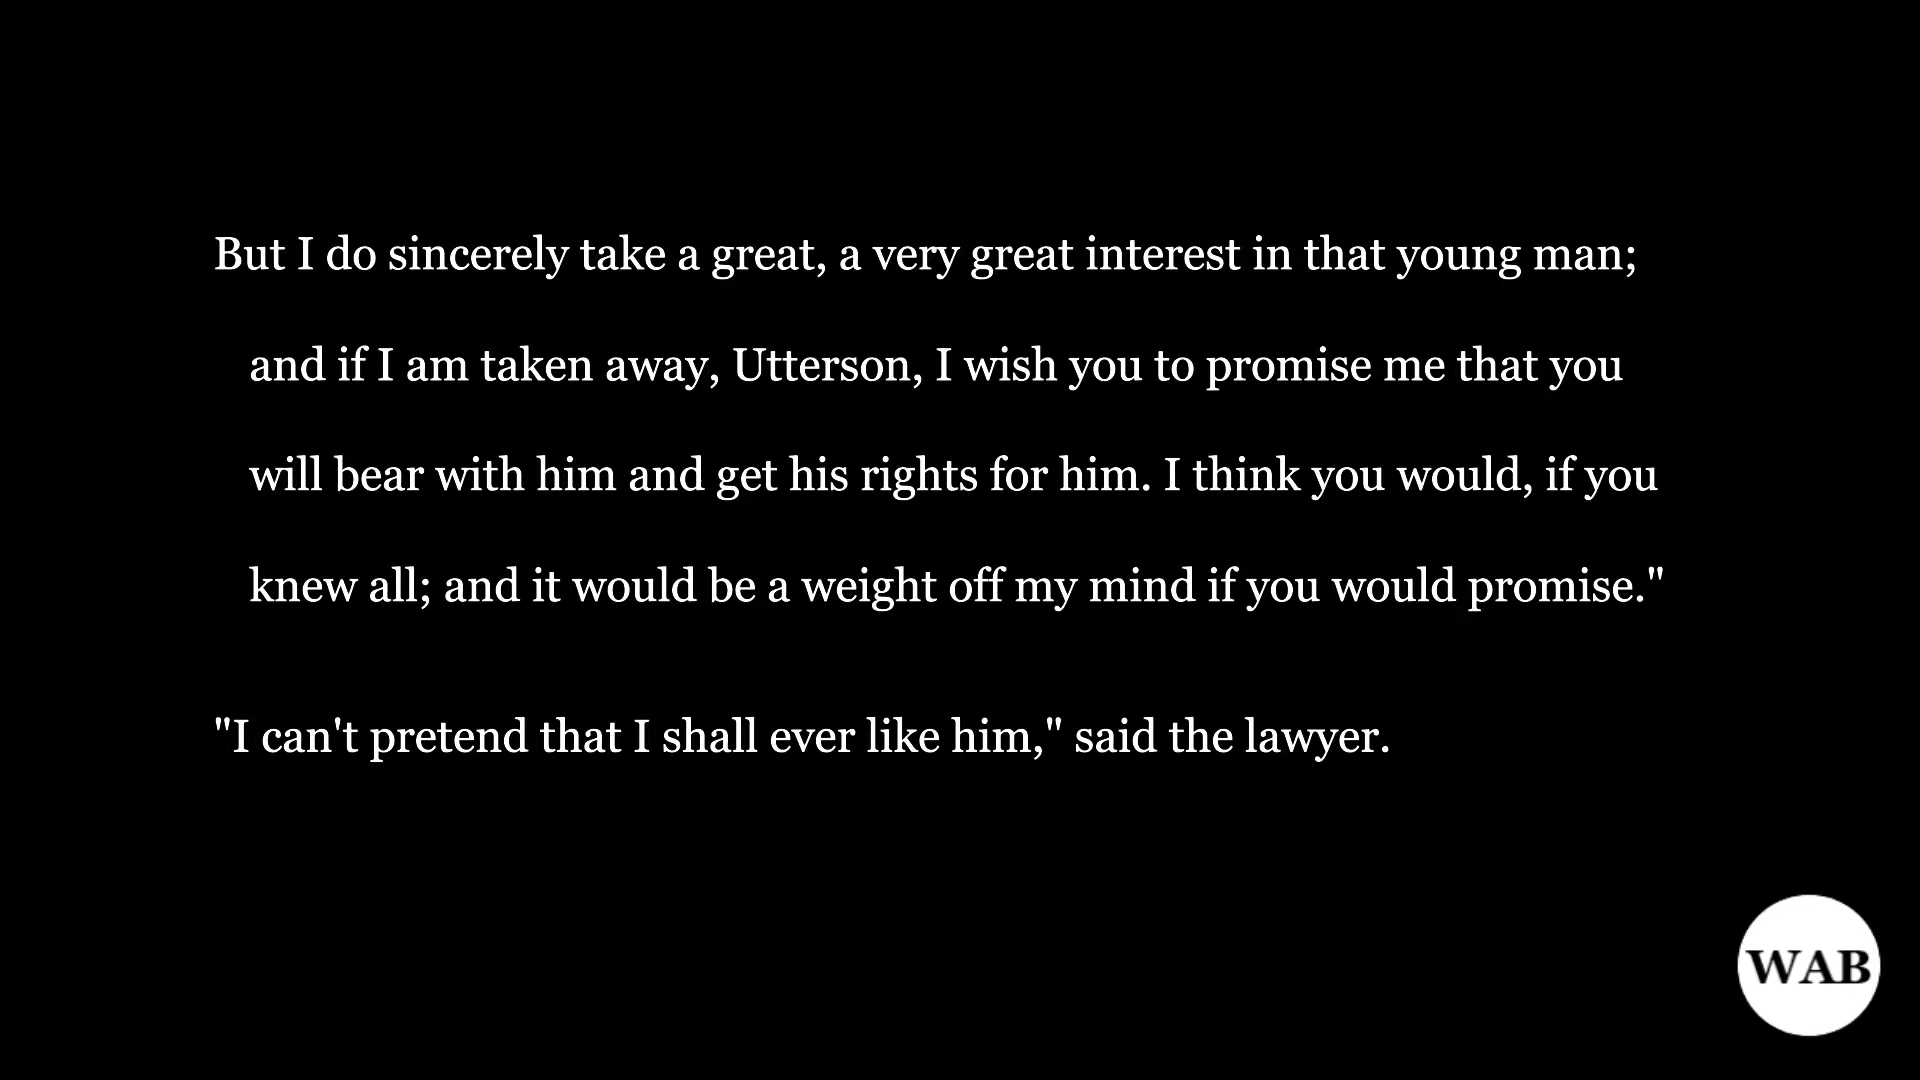 But I do sincerely take a great, a very great interest in that young man;
and if I am taken away, Utterson, I wish you to promise me that you
will bear with him and get his rights for him. I think you would, if you
knew all; and it would be a weight off my mind if you would promise."
"I can't pretend that I shall ever like him," said the lawyer.
WAB